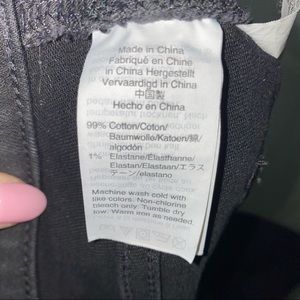 Made in China
Fabriqué en Chine
in China Hergestellt
Vervaardigd in China
中国製
Hecho en China
99% Cotton/Coton/
Baumwolle/Katoen/綿/
algodón
1% Elastane/Élasthanne/
Elastan/Elastaan/エラス
テーン/elastano
Machine wash cold with
like colors. Non-chlorine
bleach only. Tumble dry
low. Warm iron as needed.